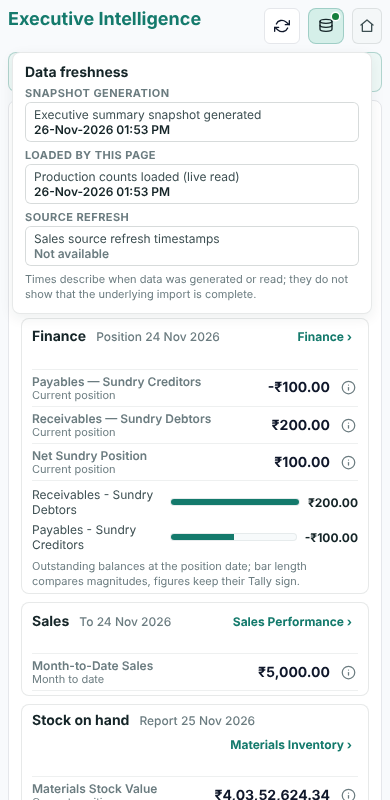 Executive Intelligence
Data freshness
SNAPSHOT GENERATION
Executive summary snapshot generated
26-Nov-2026 01:53 PM
LOADED BY THIS PAGE
Production counts loaded (live read)
26-Nov-2026 01:53 PM
SOURCE REFRESH
Sales source refresh timestamps
Not available
Times describe when data was generated or read; they do not
show that the underlying import is complete.
Finance Position 24 Nov 2026 Finance ›
Payables — Sundry Creditors -₹100.00
Current position
Receivables — Sundry Debtors ₹200.00
Current position
Net Sundry Position ₹100.00
Current position
Receivables - Sundry
Debtors ₹200.00
Payables - Sundry
Creditors -₹100.00
Outstanding balances at the position date; bar length
compares magnitudes, figures keep their Tally sign.
Sales To 24 Nov 2026 Sales Performance ›
Month-to-Date Sales ₹5,000.00
Month to date
Stock on hand Report 25 Nov 2026
Materials Inventory ›
Materials Stock Value ₹4,03,52,624.34